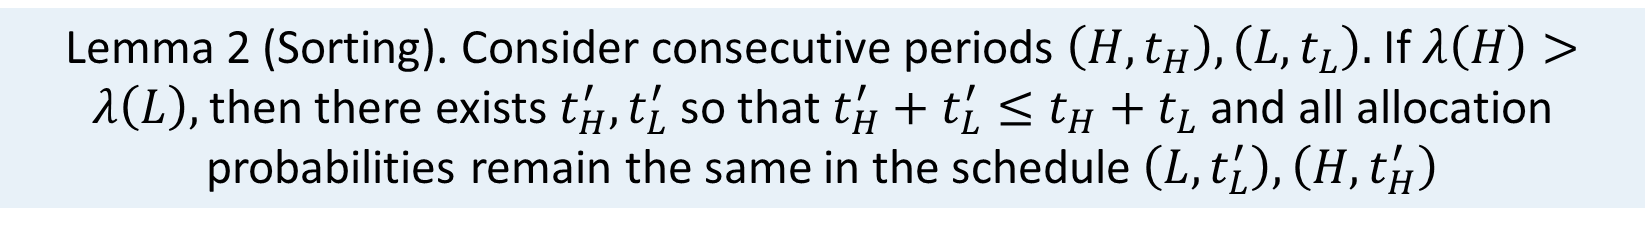 Lemma 2 (Sorting). Consider consecutive periods (𝐻, 𝑡_𝐻), (𝐿, 𝑡_𝐿). If 𝜆(𝐻) >
𝜆(𝐿), then there exists 𝑡′_𝐻, 𝑡′_𝐿 so that 𝑡′_𝐻 + 𝑡′_𝐿 ≤ 𝑡_𝐻 + 𝑡_𝐿 and all allocation
probabilities remain the same in the schedule (𝐿, 𝑡′_𝐿), (𝐻, 𝑡′_𝐻)